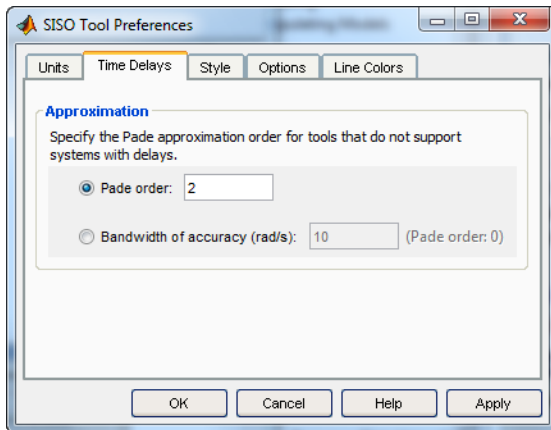 SISO Tool Preferences
Units
Time Delays
Style
Options
Line Colors
Approximation
Specify the Pade approximation order for tools that do not support
systems with delays.
Pade order: 2
Bandwidth of accuracy (rad/s): 10 (Pade order: 0)
OK
Cancel
Help
Apply